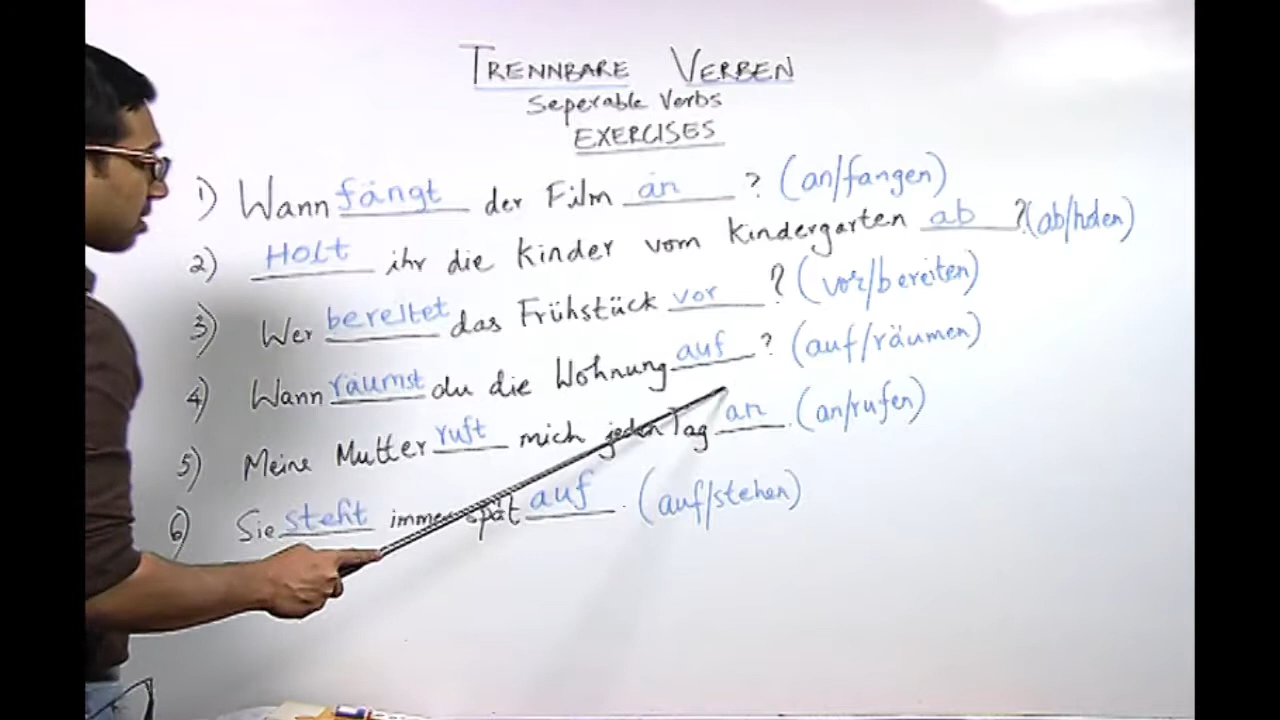 TRENNBARE VERBEN
Seperable Verbs
EXERCISES
1) Wann fängt der Film an ? (an/fangen)
2) Holt ihr die Kinder vom Kindergarten ab ? (ab/holen)
3) Wer bereitet das Frühstück vor ? (vor/bereiten)
4) Wann räumst du die Wohnung auf ? (auf/räumen)
5) Meine Mutter ruft mich jeden Tag an . (an/rufen)
6) Sie steht immer spät auf . (auf/stehen)